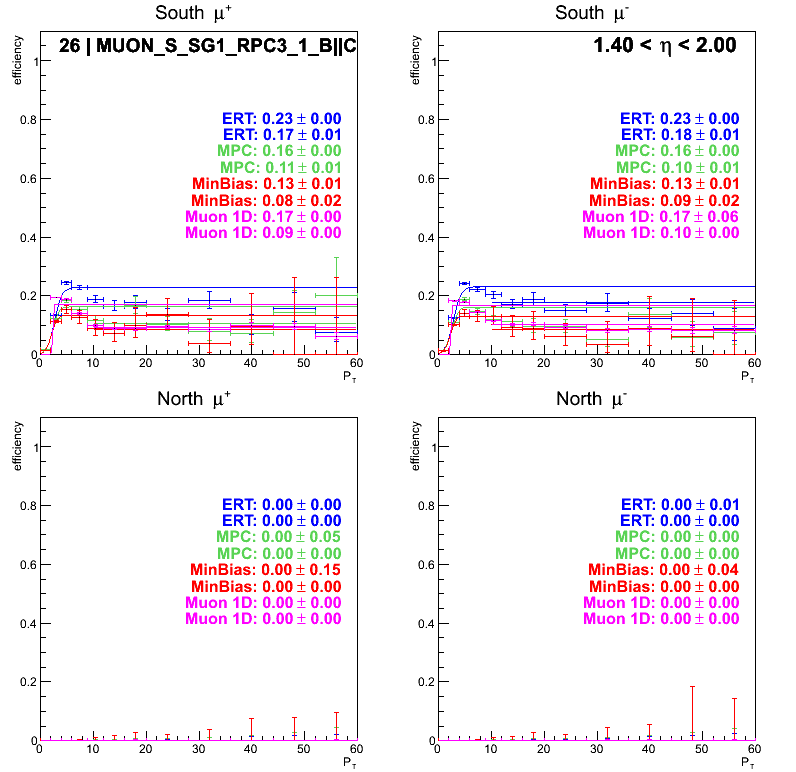 South μ+
efficiency
26 | MUON_S_SG1_RPC3_1_B||C
1
0.8
0.6
0.4
0.2
0
ERT: 0.23 ± 0.00
ERT: 0.17 ± 0.01
MPC: 0.16 ± 0.00
MPC: 0.11 ± 0.01
MinBias: 0.13 ± 0.01
MinBias: 0.08 ± 0.02
Muon 1D: 0.17 ± 0.00
Muon 1D: 0.09 ± 0.00
0 10 20 30 40 50 60
PT
South μ-
efficiency
1.40 < η < 2.00
1
0.8
0.6
0.4
0.2
0
ERT: 0.23 ± 0.00
ERT: 0.18 ± 0.01
MPC: 0.16 ± 0.00
MPC: 0.10 ± 0.01
MinBias: 0.13 ± 0.01
MinBias: 0.09 ± 0.02
Muon 1D: 0.17 ± 0.06
Muon 1D: 0.10 ± 0.00
0 10 20 30 40 50 60
PT
North μ+
efficiency
1
0.8
0.6
0.4
0.2
0
ERT: 0.00 ± 0.00
ERT: 0.00 ± 0.00
MPC: 0.00 ± 0.05
MPC: 0.00 ± 0.00
MinBias: 0.00 ± 0.15
MinBias: 0.00 ± 0.00
Muon 1D: 0.00 ± 0.00
Muon 1D: 0.00 ± 0.00
0 10 20 30 40 50 60
PT
North μ-
efficiency
1
0.8
0.6
0.4
0.2
0
ERT: 0.00 ± 0.01
ERT: 0.00 ± 0.00
MPC: 0.00 ± 0.00
MPC: 0.00 ± 0.00
MinBias: 0.00 ± 0.04
MinBias: 0.00 ± 0.00
Muon 1D: 0.00 ± 0.00
Muon 1D: 0.00 ± 0.00
0 10 20 30 40 50 60
PT